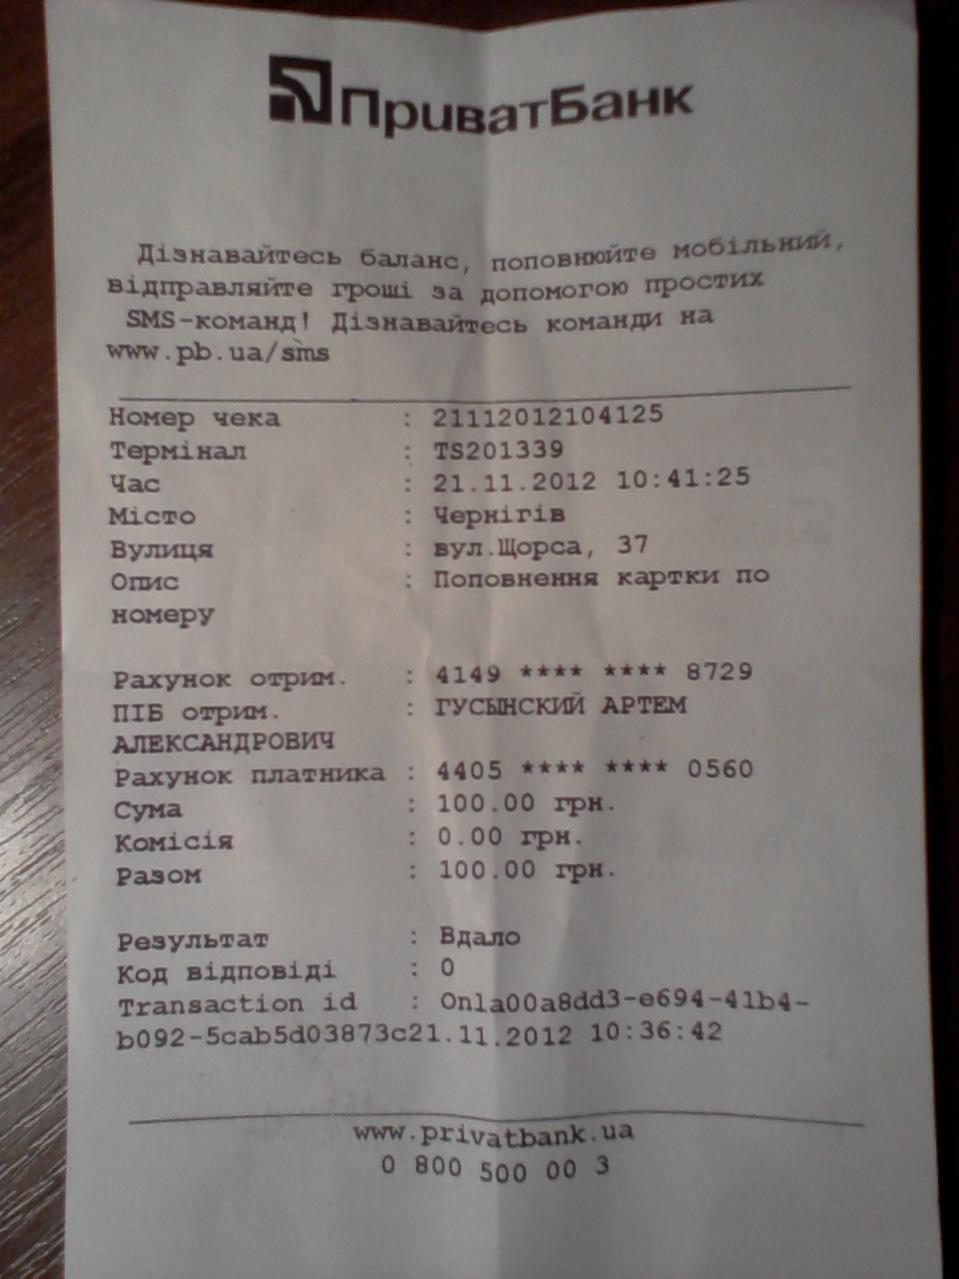 ПриватБанк
Дізнавайтесь баланс, поповнюйте мобільний,
відправляйте гроші за допомогою простих
SMS-команд! Дізнавайтесь команди на
www.pb.ua/sms
Номер чека : 21112012104125
Термінал : TS201339
Час : 21.11.2012 10:41:25
Місто : Чернігів
Вулиця : вул.Щорса, 37
Опис : Поповнення картки по
номеру
Рахунок отрим. : 4149 **** **** 8729
ПІБ отрим. : ГУСЫНСКИЙ АРТЕМ
АЛЕКСАНДРОВИЧ
Рахунок платника : 4405 **** **** 0560
Сума : 100.00 грн.
Комісія : 0.00 грн.
Разом : 100.00 грн.
Результат : Вдало
Код відповіді : 0
Transaction id : Onla00a8dd3-e694-41b4-
b092-5cab5d03873c21.11.2012 10:36:42
www.privatbank.ua
0 800 500 00 3